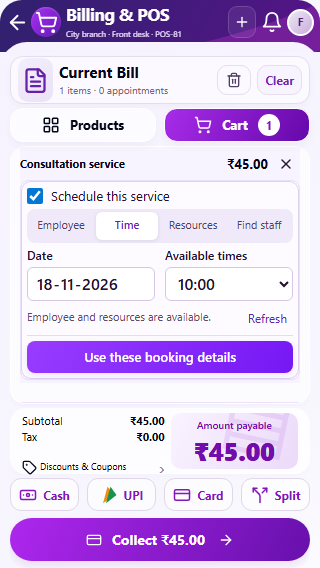 Billing & POS
City branch · Front desk · POS-81
F
Current Bill
1 items · 0 appointments
Clear
Products
Cart 1
Consultation service ₹45.00
Schedule this service
Employee Time Resources Find staff
Date Available times
18-11-2026 10:00
Employee and resources are available. Refresh
Use these booking details
Subtotal ₹45.00
Tax ₹0.00
Discounts & Coupons
Amount payable
₹45.00
Cash UPI Card Split
Collect ₹45.00